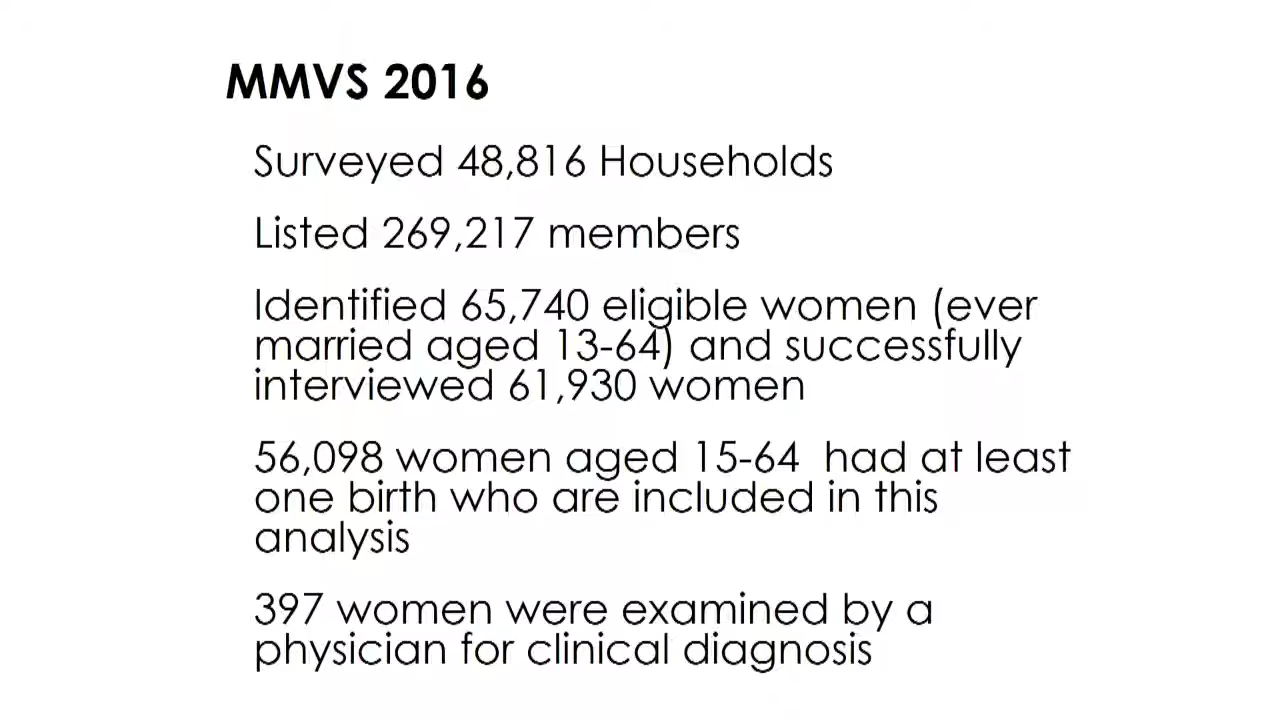 MMVS 2016
Surveyed 48,816 Households
Listed 269,217 members
Identified 65,740 eligible women (ever
married aged 13-64) and successfully
interviewed 61,930 women
56,098 women aged 15-64  had at least
one birth who are included in this
analysis
397 women were examined by a
physician for clinical diagnosis